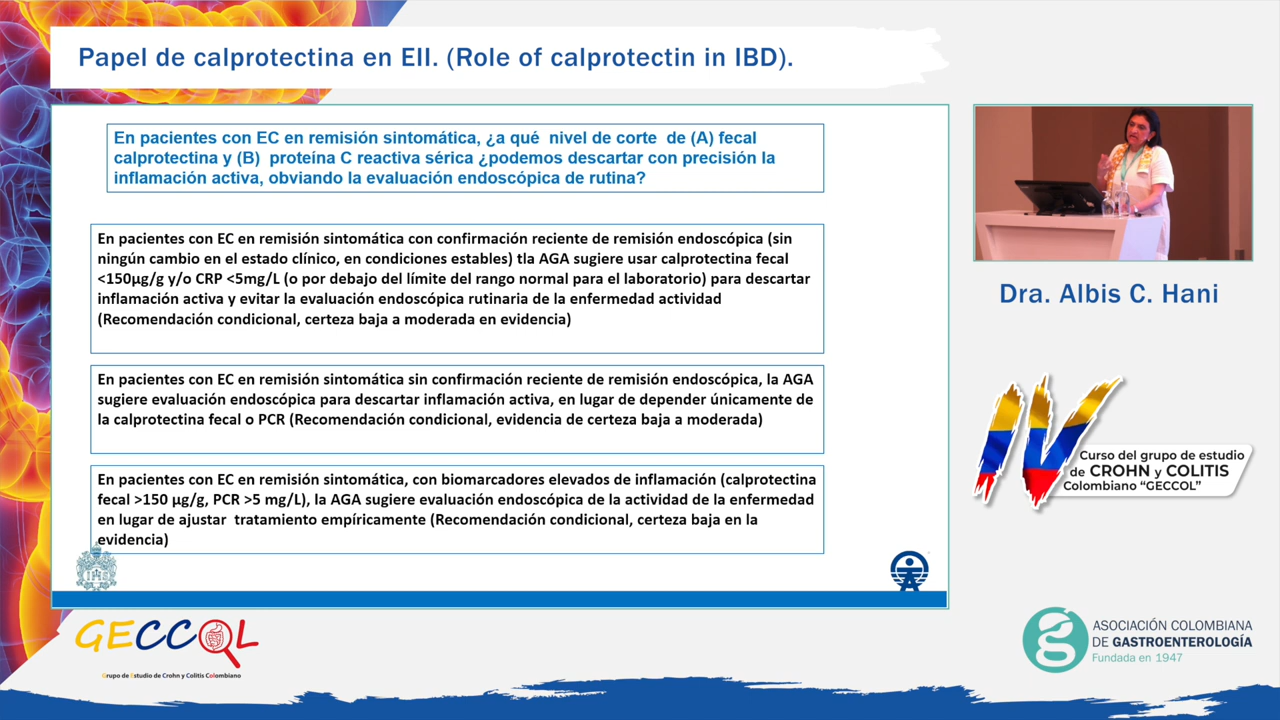 Papel de calprotectina en EII. (Role of calprotectin in IBD).
En pacientes con EC en remisión sintomática, ¿a qué nivel de corte de (A) fecal
calprotectina y (B) proteína C reactiva sérica ¿podemos descartar con precisión la
inflamación activa, obviando la evaluación endoscópica de rutina?
En pacientes con EC en remisión sintomática con confirmación reciente de remisión endoscópica (sin
ningún cambio en el estado clínico, en condiciones estables) tla AGA sugiere usar calprotectina fecal
<150µg/g y/o CRP <5mg/L (o por debajo del límite del rango normal para el laboratorio) para descartar
inflamación activa y evitar la evaluación endoscópica rutinaria de la enfermedad actividad
(Recomendación condicional, certeza baja a moderada en evidencia)
En pacientes con EC en remisión sintomática sin confirmación reciente de remisión endoscópica, la AGA
sugiere evaluación endoscópica para descartar inflamación activa, en lugar de depender únicamente de
la calprotectina fecal o PCR (Recomendación condicional, evidencia de certeza baja a moderada)
En pacientes con EC en remisión sintomática, con biomarcadores elevados de inflamación (calprotectina
fecal >150 µg/g, PCR >5 mg/L), la AGA sugiere evaluación endoscópica de la actividad de la enfermedad
en lugar de ajustar tratamiento empíricamente (Recomendación condicional, certeza baja en la
evidencia)
IHS
Dra. Albis C. Hani
IV
Curso del grupo de estudio
de CROHN y COLITIS
Colombiano "GECCOL"
GECCOL
Grupo de Estudio de Crohn y Colitis Colombiano
ASOCIACIÓN COLOMBIANA
DE GASTROENTEROLOGÍA
Fundada en 1947